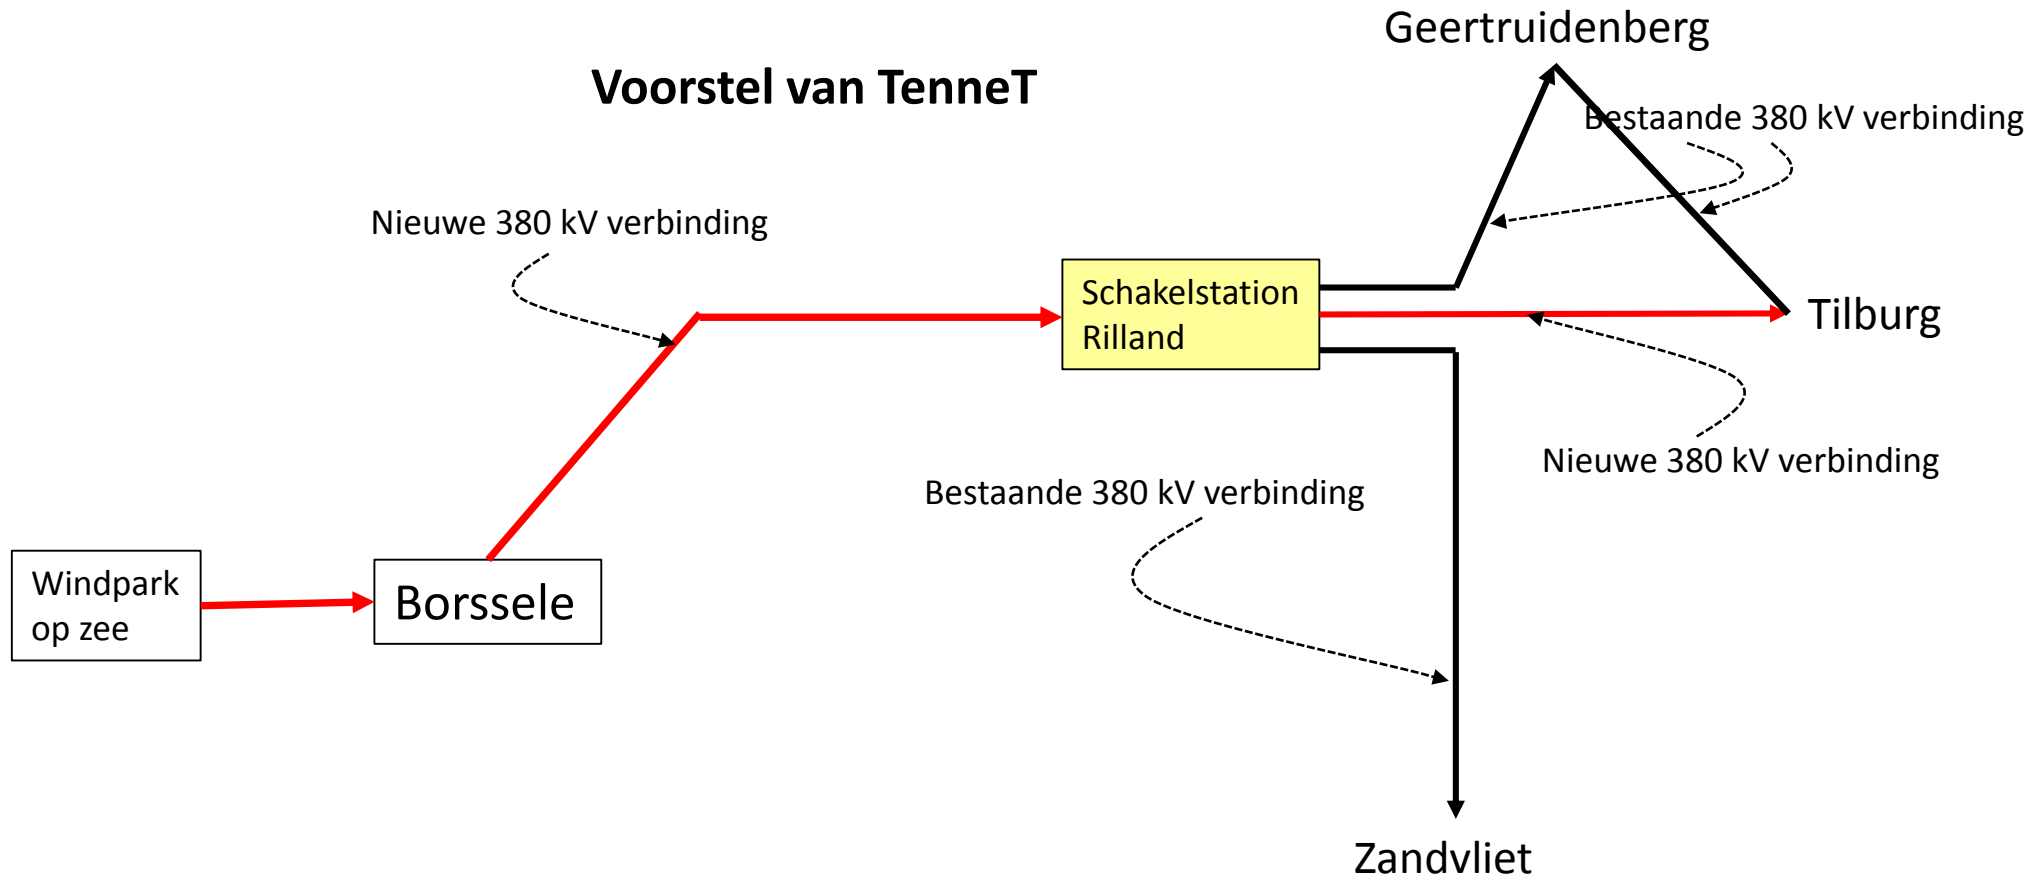 Geertruidenberg
Voorstel van TenneT
Bestaande 380 kV verbinding
Nieuwe 380 kV verbinding
Schakelstation
Rilland
Tilburg
Nieuwe 380 kV verbinding
Bestaande 380 kV verbinding
Windpark
op zee
Borssele
Zandvliet